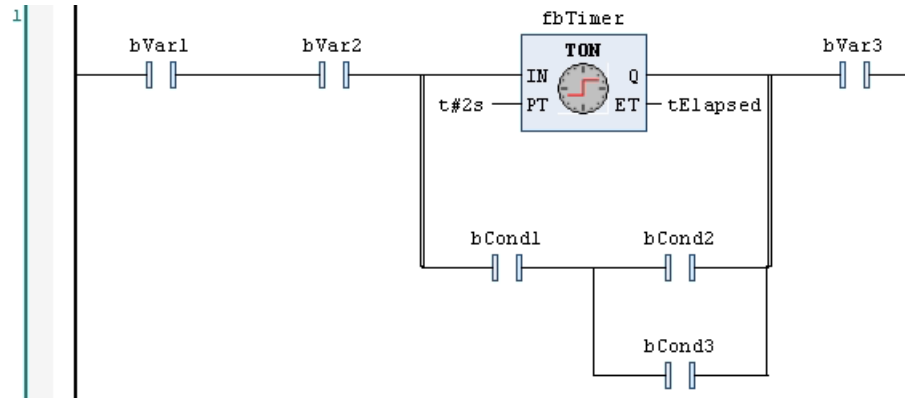 1
fbTimer
bVar1 bVar2 TON bVar3
IN Q
t#2s PT ET tElapsed
bCond1 bCond2
bCond3